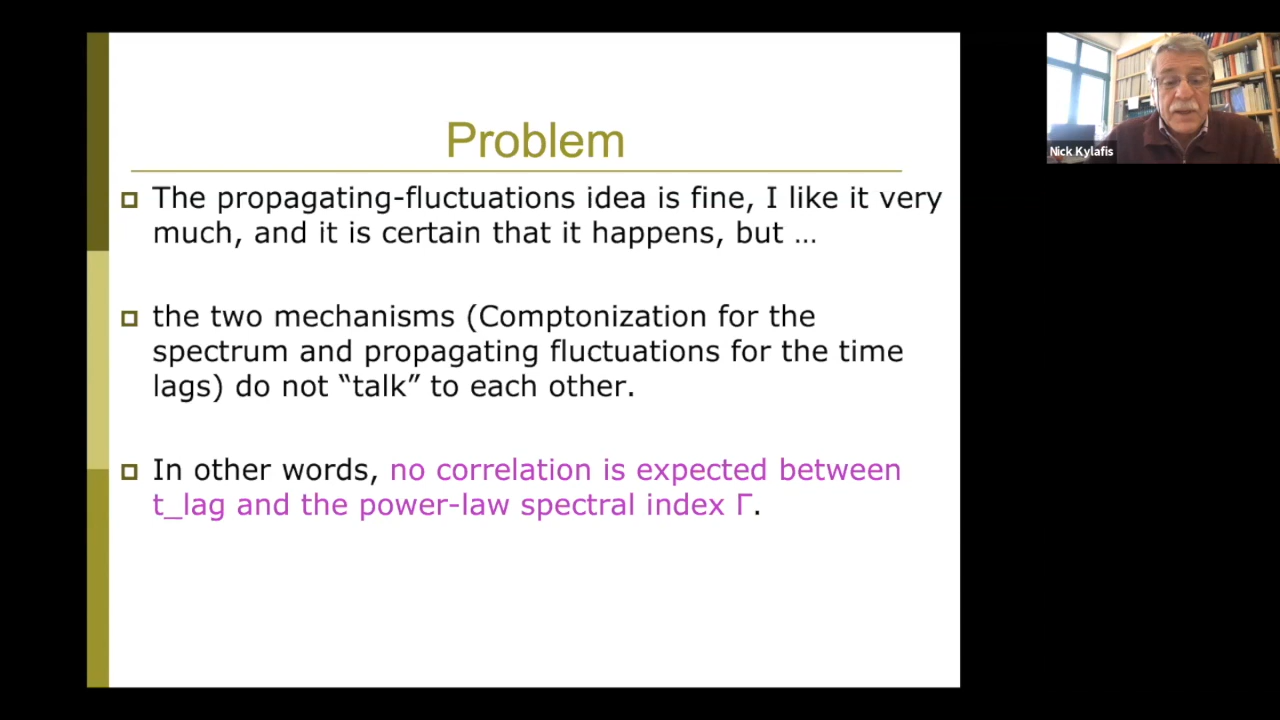 Problem
The propagating-fluctuations idea is fine, I like it very
much, and it is certain that it happens, but …
the two mechanisms (Comptonization for the
spectrum and propagating fluctuations for the time
lags) do not “talk” to each other.
In other words, no correlation is expected between
t_lag and the power-law spectral index Γ.
Nick Kylafis